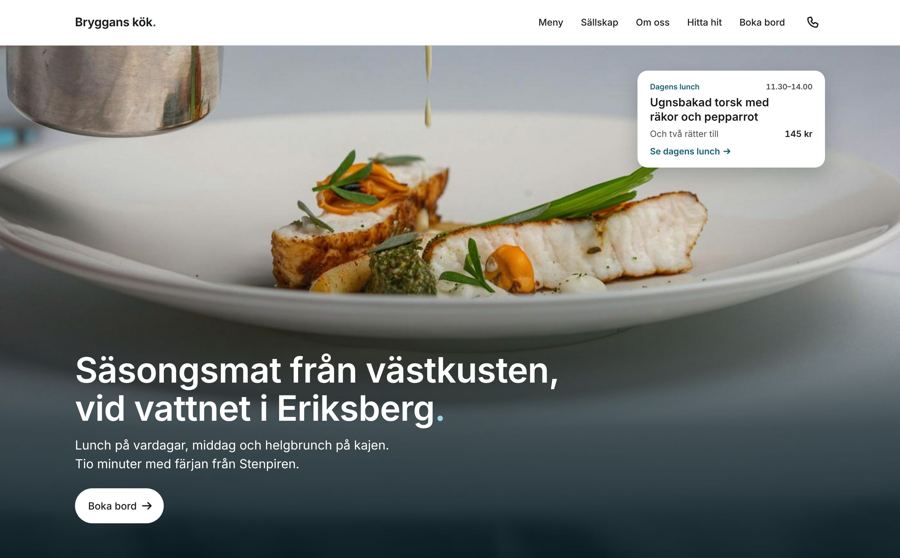 Bryggans kök.
Meny Sällskap Om oss Hitta hit Boka bord
Dagens lunch 11.30–14.00
Ugnsbakad torsk med
räkor och pepparrot
Och två rätter till 145 kr
Se dagens lunch →
Säsongsmat från västkusten,
vid vattnet i Eriksberg.
Lunch på vardagar, middag och helgbrunch på kajen.
Tio minuter med färjan från Stenpiren.
Boka bord →